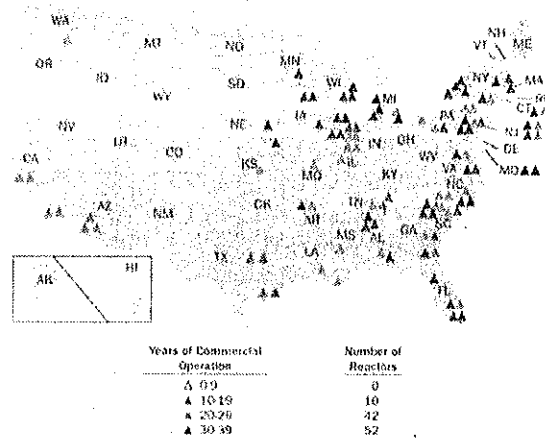 WA
NH
VT
ME
MT
ND
OR
MN
ID
SD
WI
NY
MA
WY
MI
RI
CT
IA
PA
NV
NE
NJ
UT
IN
OH
DE
CA
CO
WV
MD
IL
KS
MO
VA
KY
NC
AZ
NM
OK
TN
AR
SC
MS
AL
GA
TX
LA
AK
HI
FL
Years of Commercial
Operation
Number of
Reactors
△ 0-9 0
▲ 10-19 10
▲ 20-29 42
▲ 30-39 52